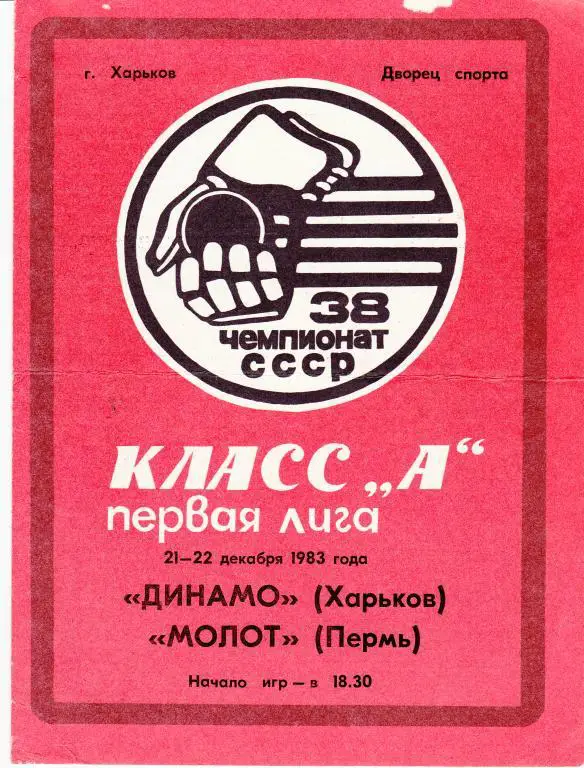 г. Харьков Дворец спорта
38
чемпионат
СССР
КЛАСС „А“
первая лига
21—22 декабря 1983 года
«ДИНАМО» (Харьков)
«МОЛОТ» (Пермь)
Начало игр — в 18.30